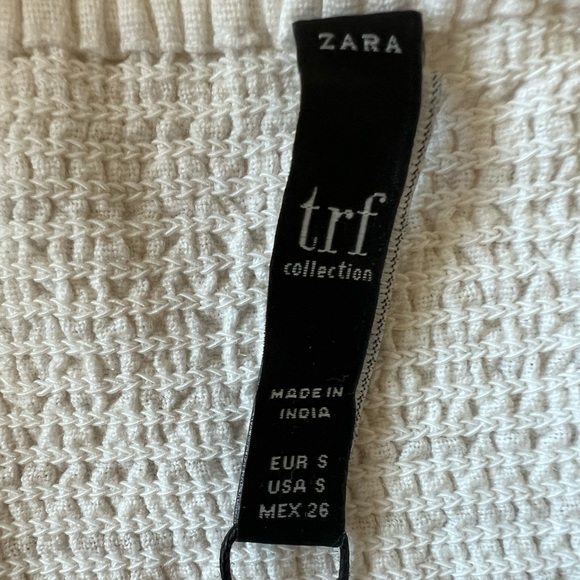 ZARA
trf
collection
MADE IN
INDIA
EUR S
USA S
MEX 26